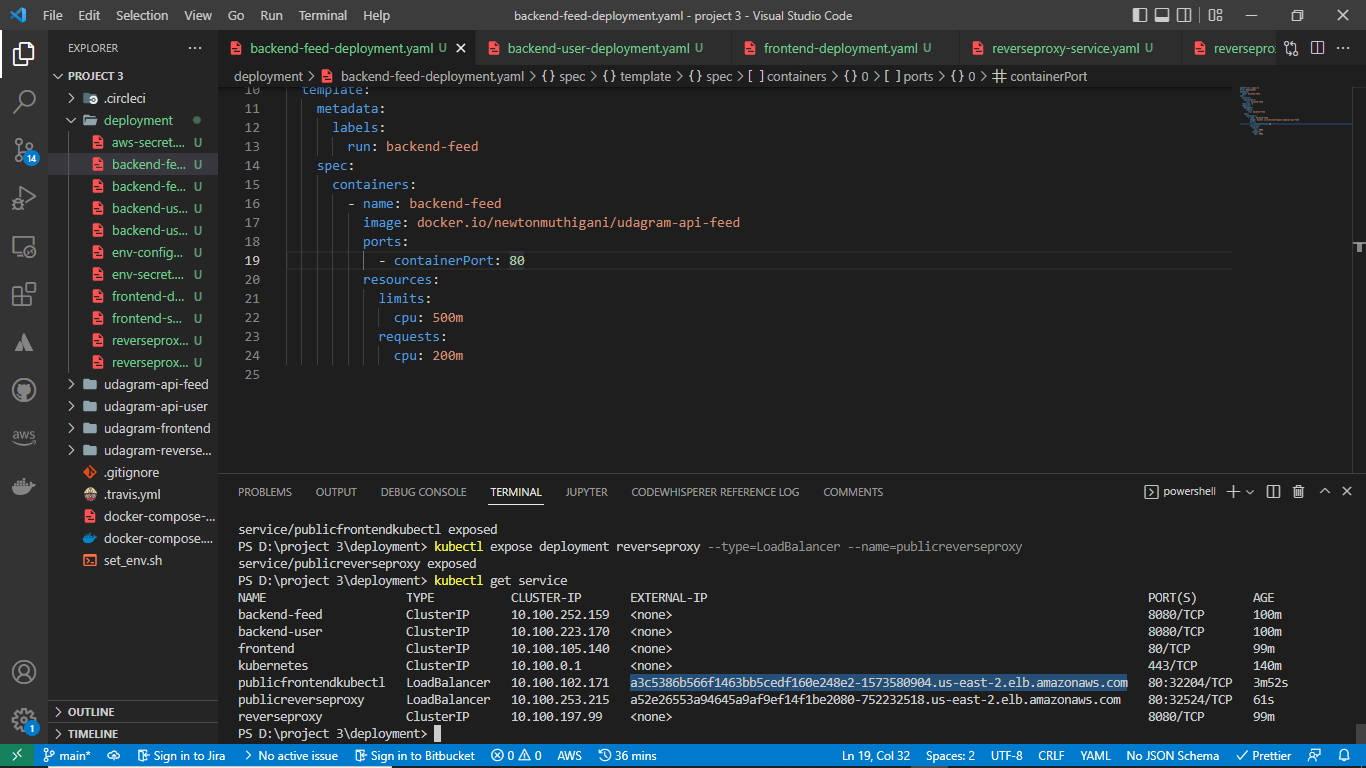 File Edit Selection View Go Run Terminal Help
backend-feed-deployment.yaml - project 3 - Visual Studio Code
EXPLORER
PROJECT 3
.circleci
deployment
aws-secret.... U
backend-fe... U
backend-fe... U
backend-us... U
backend-us... U
env-config... U
env-secret.... U
frontend-d... U
frontend-s... U
reverseprox... U
reverseprox... U
udagram-api-feed
udagram-api-user
udagram-frontend
udagram-reverse...
.gitignore
.travis.yml
docker-compose-...
docker-compose....
set_env.sh
OUTLINE
TIMELINE
14
aws
1
backend-feed-deployment.yaml U
backend-user-deployment.yaml U
frontend-deployment.yaml U
reverseproxy-service.yaml U
reversepro
deployment > backend-feed-deployment.yaml > {} spec > {} template > {} spec > [ ] containers > {} 0 > [ ] ports > {} 0 > containerPort
10 template:
11 metadata:
12 labels:
13 run: backend-feed
14 spec:
15 containers:
16 - name: backend-feed
17 image: docker.io/newtonmuthigani/udagram-api-feed
18 ports:
19 - containerPort: 80
20 resources:
21 limits:
22 cpu: 500m
23 requests:
24 cpu: 200m
25
PROBLEMS OUTPUT DEBUG CONSOLE TERMINAL JUPYTER CODEWHISPERER REFERENCE LOG COMMENTS
powershell
service/publicfrontendkubectl exposed
PS D:\project 3\deployment> kubectl expose deployment reverseproxy --type=LoadBalancer --name=publicreverseproxy
service/publicreverseproxy exposed
PS D:\project 3\deployment> kubectl get service
NAME TYPE CLUSTER-IP EXTERNAL-IP PORT(S) AGE
backend-feed ClusterIP 10.100.252.159 <none> 8080/TCP 100m
backend-user ClusterIP 10.100.223.170 <none> 8080/TCP 100m
frontend ClusterIP 10.100.105.140 <none> 80/TCP 99m
kubernetes ClusterIP 10.100.0.1 <none> 443/TCP 140m
publicfrontendkubectl LoadBalancer 10.100.102.171 a3c5386b566f1463bb5cedf160e248e2-1573580904.us-east-2.elb.amazonaws.com 80:32204/TCP 3m52s
publicreverseproxy LoadBalancer 10.100.253.215 a52e26553a94645a9af9ef14f1be2080-752232518.us-east-2.elb.amazonaws.com 80:32524/TCP 61s
reverseproxy ClusterIP 10.100.197.99 <none> 8080/TCP 99m
PS D:\project 3\deployment>
main* Sign in to Jira No active issue Sign in to Bitbucket 0 0 AWS 36 mins Ln 19, Col 32 Spaces: 2 UTF-8 CRLF YAML No JSON Schema Prettier